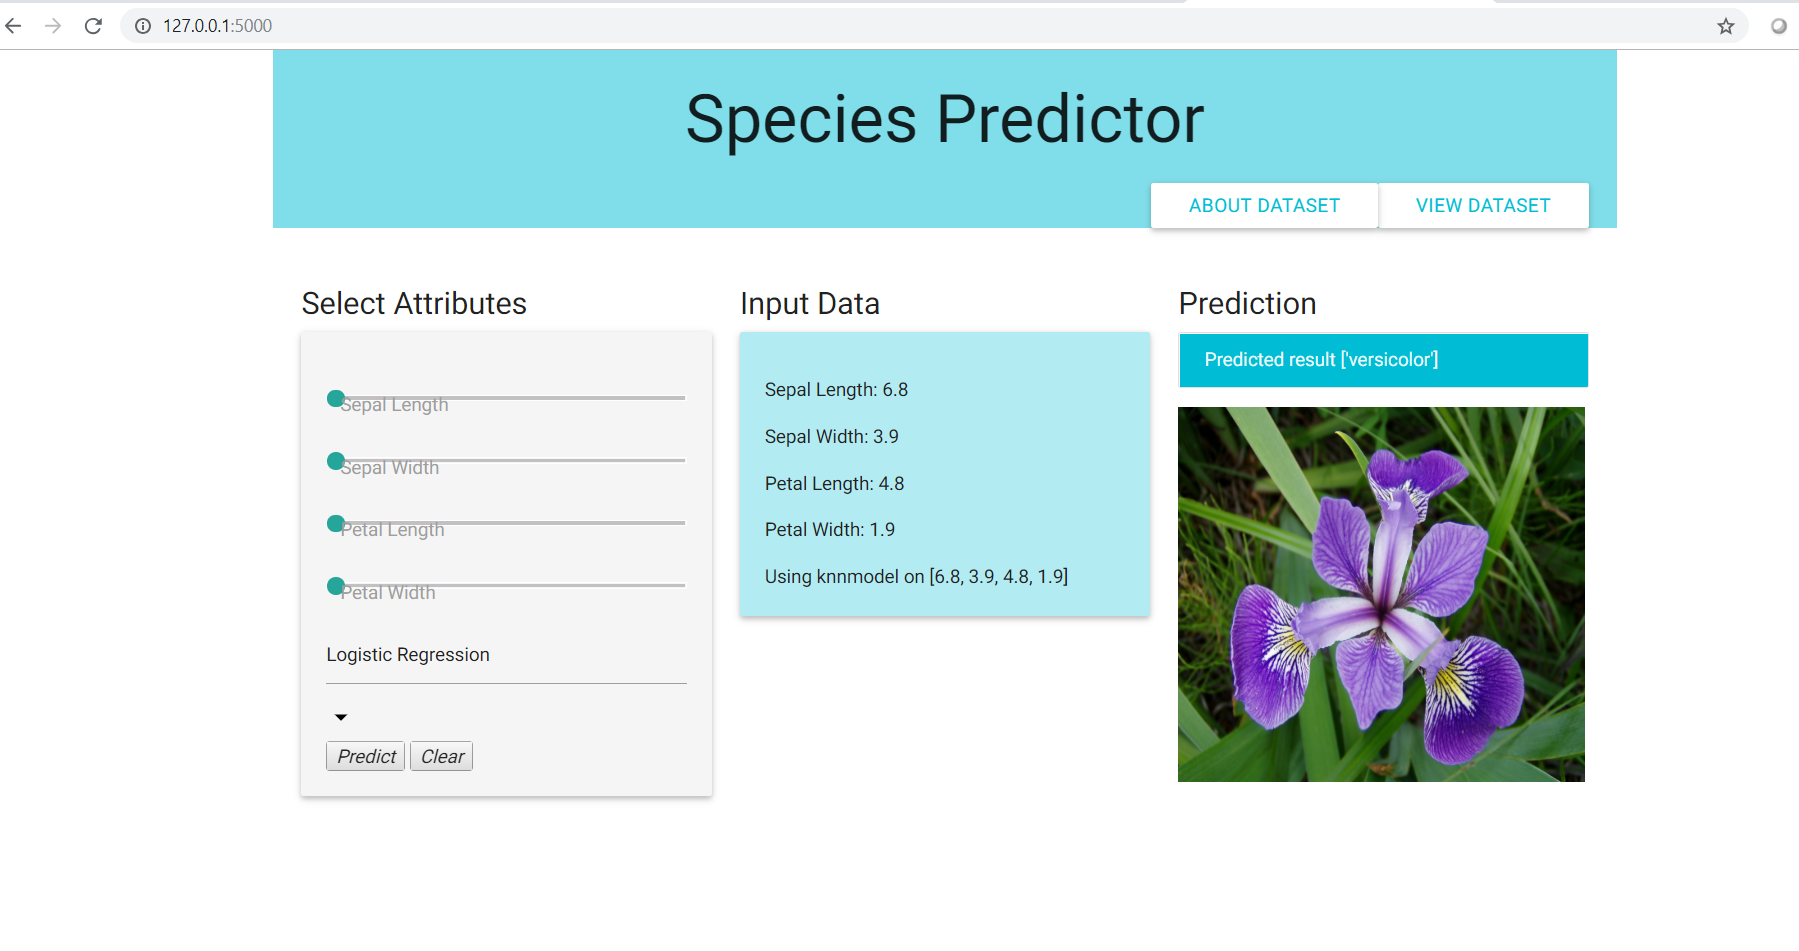 127.0.0.1:5000
Species Predictor
ABOUT DATASET
VIEW DATASET
Select Attributes
Sepal Length
Sepal Width
Petal Length
Petal Width
Logistic Regression
Predict
Clear
Input Data
Sepal Length: 6.8
Sepal Width: 3.9
Petal Length: 4.8
Petal Width: 1.9
Using knnmodel on [6.8, 3.9, 4.8, 1.9]
Prediction
Predicted result ['versicolor']